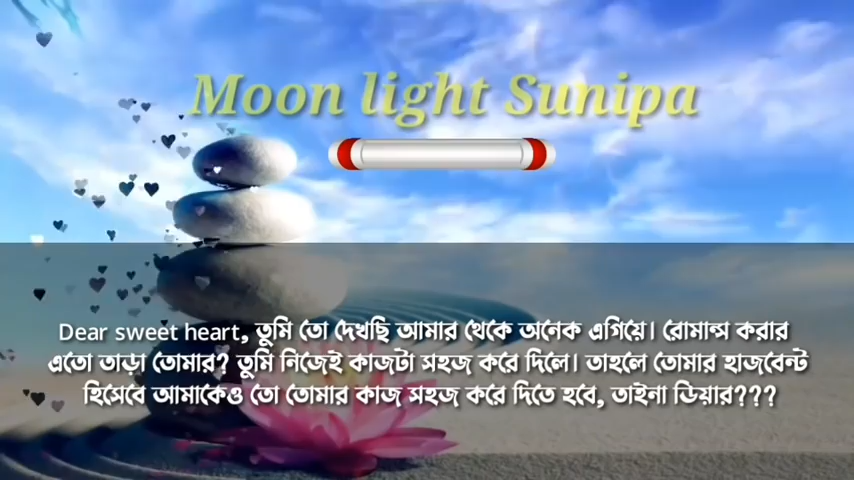 Moon light Sunipa
Dear sweet heart, তুমি তো দেখছি আমার থেকে অনেক এগিয়ে। রোমান্স করার
এতো তাড়া তোমার? তুমি নিজেই কাজটা সহজ করে দিলে। তাহলে তোমার হাজবেন্ট
হিসেবে আমাকেও তো তোমার কাজ সহজ করে দিতে হবে, তাইনা ডিয়ার???